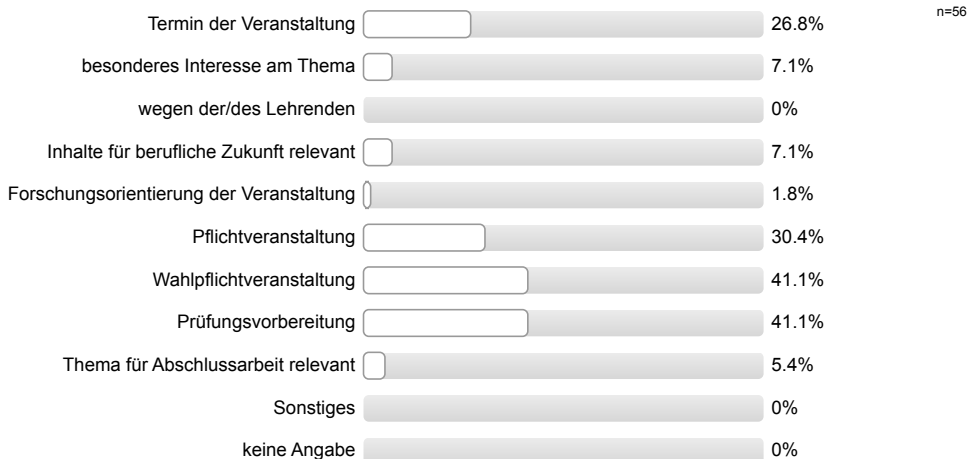 n=56
Termin der Veranstaltung 26.8%
besonderes Interesse am Thema 7.1%
wegen der/des Lehrenden 0%
Inhalte für berufliche Zukunft relevant 7.1%
Forschungsorientierung der Veranstaltung 1.8%
Pflichtveranstaltung 30.4%
Wahlpflichtveranstaltung 41.1%
Prüfungsvorbereitung 41.1%
Thema für Abschlussarbeit relevant 5.4%
Sonstiges 0%
keine Angabe 0%